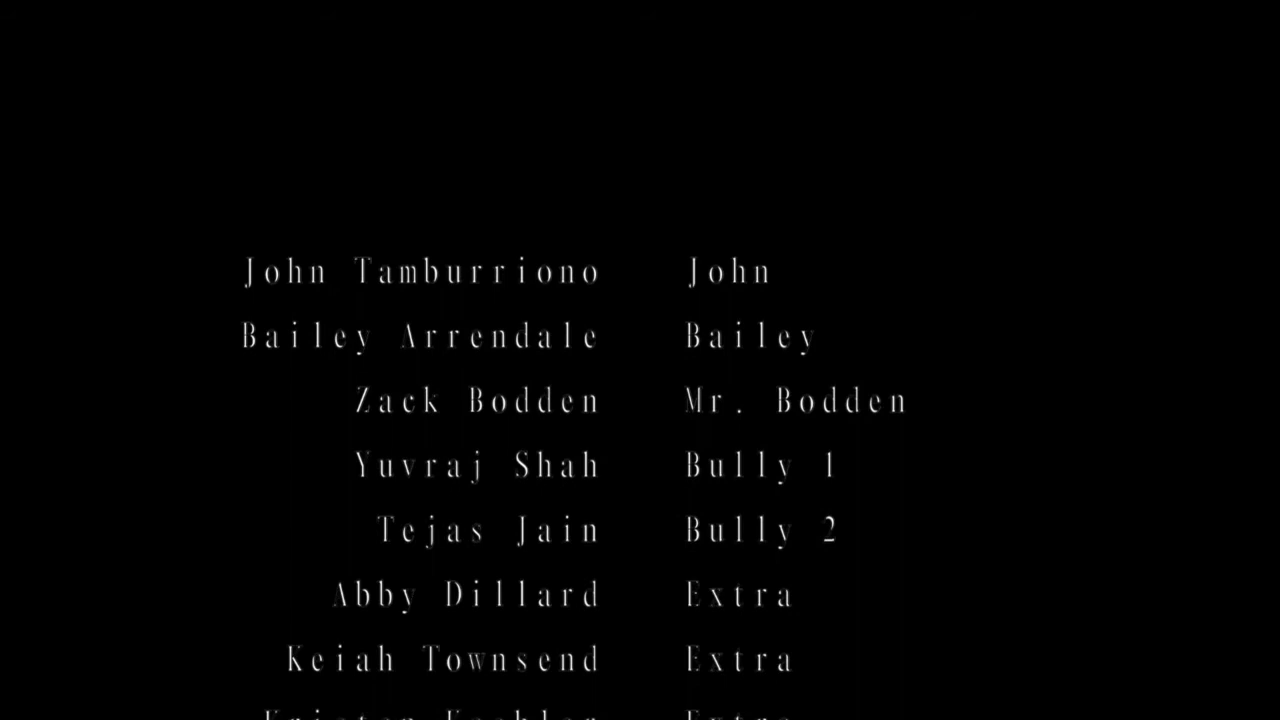 John Tamburriono John
Bailey Arrendale Bailey
Zack Bodden Mr. Bodden
Yuvraj Shah Bully 1
Tejas Jain Bully 2
Abby Dillard Extra
Keiah Townsend Extra
Extra